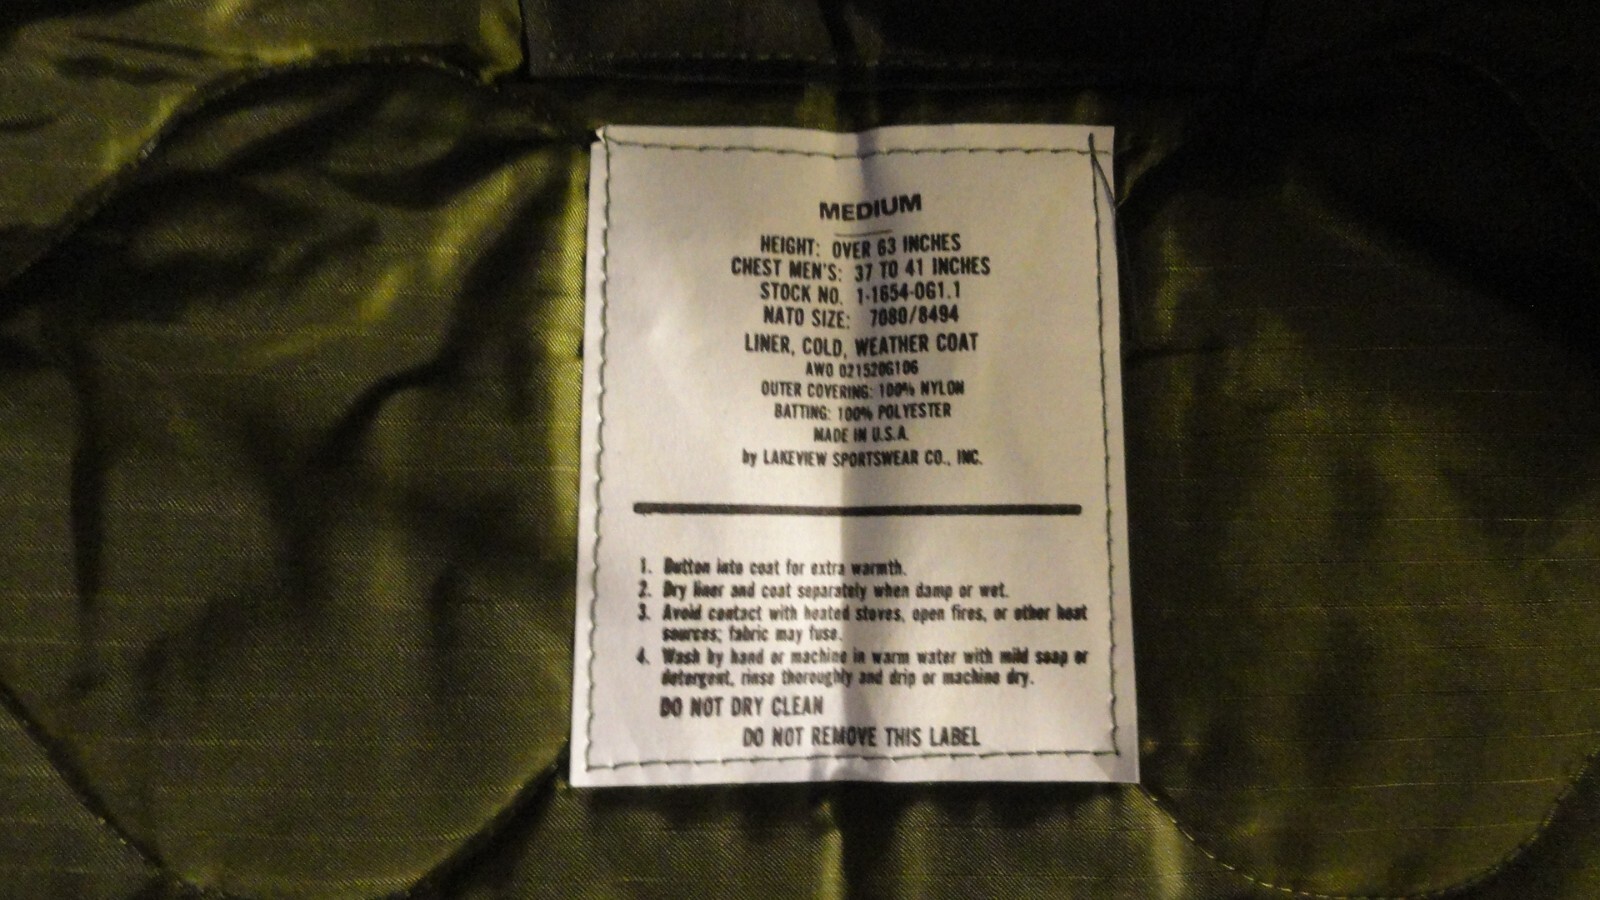 MEDIUM
HEIGHT: OVER 63 INCHES
CHEST MEN'S: 37 TO 41 INCHES
STOCK NO. 1-1654-0G1.1
NATO SIZE: 7080/8494
LINER, COLD, WEATHER COAT
AWO 021520G106
OUTER COVERING: 100% NYLON
BATTING: 100% POLYESTER
MADE IN U.S.A.
by LAKEVIEW SPORTSWEAR CO., INC.
1. Button into coat for extra warmth.
2. Dry liner and coat separately when damp or wet.
3. Avoid contact with heated stoves, open fires, or other heat
sources; fabric may fuse.
4. Wash by hand or machine in warm water with mild soap or
detergent, rinse thoroughly and drip or machine dry.
DO NOT DRY CLEAN
DO NOT REMOVE THIS LABEL